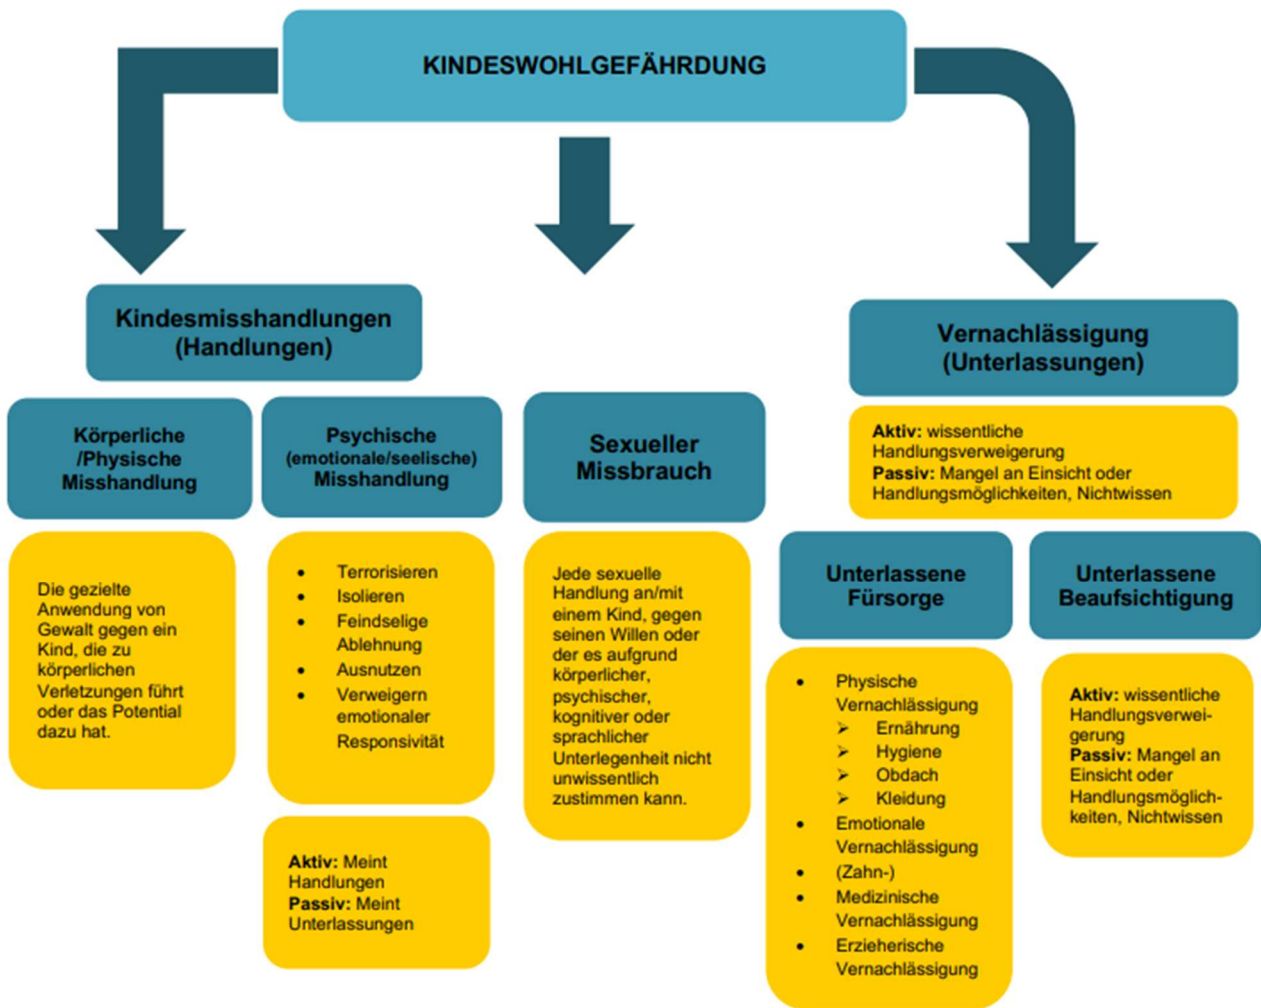 KINDESWOHLGEFÄHRDUNG
Kindesmisshandlungen
(Handlungen)
Körperliche
/Physische
Misshandlung
Die gezielte
Anwendung von
Gewalt gegen ein
Kind, die zu
körperlichen
Verletzungen führt
oder das Potential
dazu hat.
Psychische
(emotionale/seelische)
Misshandlung
• Terrorisieren
• Isolieren
• Feindselige
Ablehnung
• Ausnutzen
• Verweigern
emotionaler
Responsivität
Aktiv: Meint
Handlungen
Passiv: Meint
Unterlassungen
Sexueller
Missbrauch
Jede sexuelle
Handlung an/mit
einem Kind, gegen
seinen Willen oder
der es aufgrund
körperlicher,
psychischer,
kognitiver oder
sprachlicher
Unterlegenheit nicht
unwissentlich
zustimmen kann.
Vernachlässigung
(Unterlassungen)
Aktiv: wissentliche
Handlungsverweigerung
Passiv: Mangel an Einsicht oder
Handlungsmöglichkeiten, Nichtwissen
Unterlassene
Fürsorge
• Physische
Vernachlässigung
➢ Ernährung
➢ Hygiene
➢ Obdach
➢ Kleidung
• Emotionale
Vernachlässigung
• (Zahn-)
• Medizinische
Vernachlässigung
• Erzieherische
Vernachlässigung
Unterlassene
Beaufsichtigung
Aktiv: wissentliche
Handlungsverwei-
gerung
Passiv: Mangel an
Einsicht oder
Handlungsmöglich-
keiten, Nichtwissen